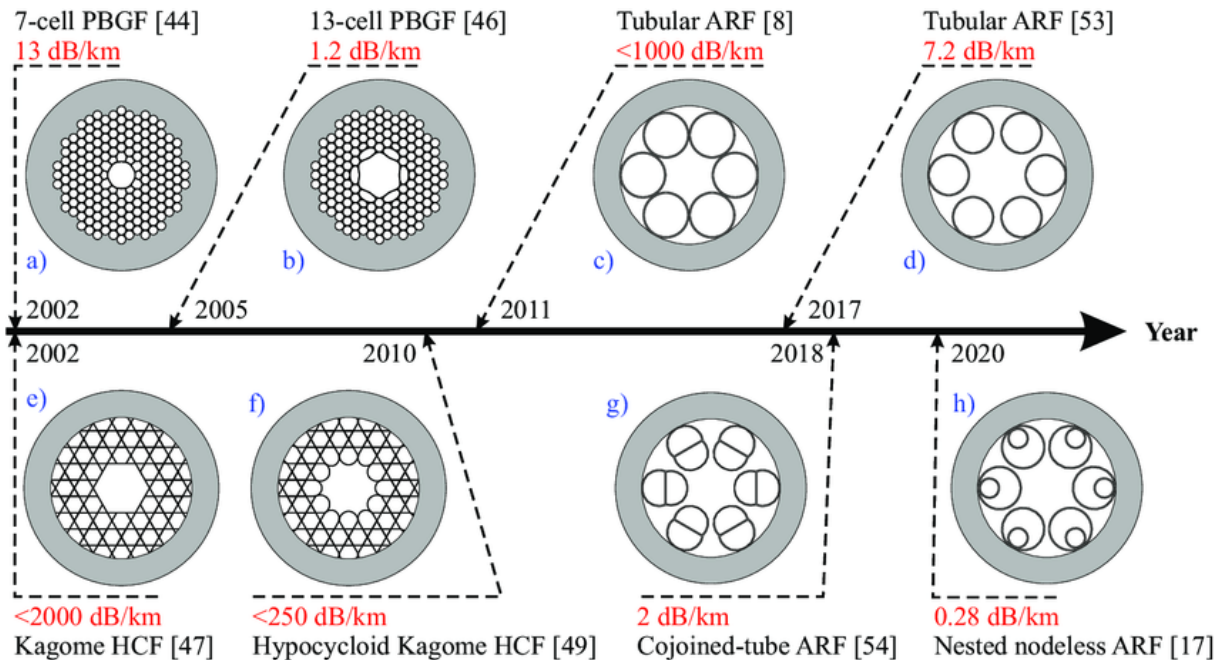 7-cell PBGF [44]
13 dB/km
13-cell PBGF [46]
1.2 dB/km
Tubular ARF [8]
<1000 dB/km
Tubular ARF [53]
7.2 dB/km
a)
b)
c)
d)
2002
2005
2011
2017
Year
2002
2010
2018
2020
e)
f)
g)
h)
<2000 dB/km
Kagome HCF [47]
<250 dB/km
Hypocycloid Kagome HCF [49]
2 dB/km
Cojoined-tube ARF [54]
0.28 dB/km
Nested nodeless ARF [17]